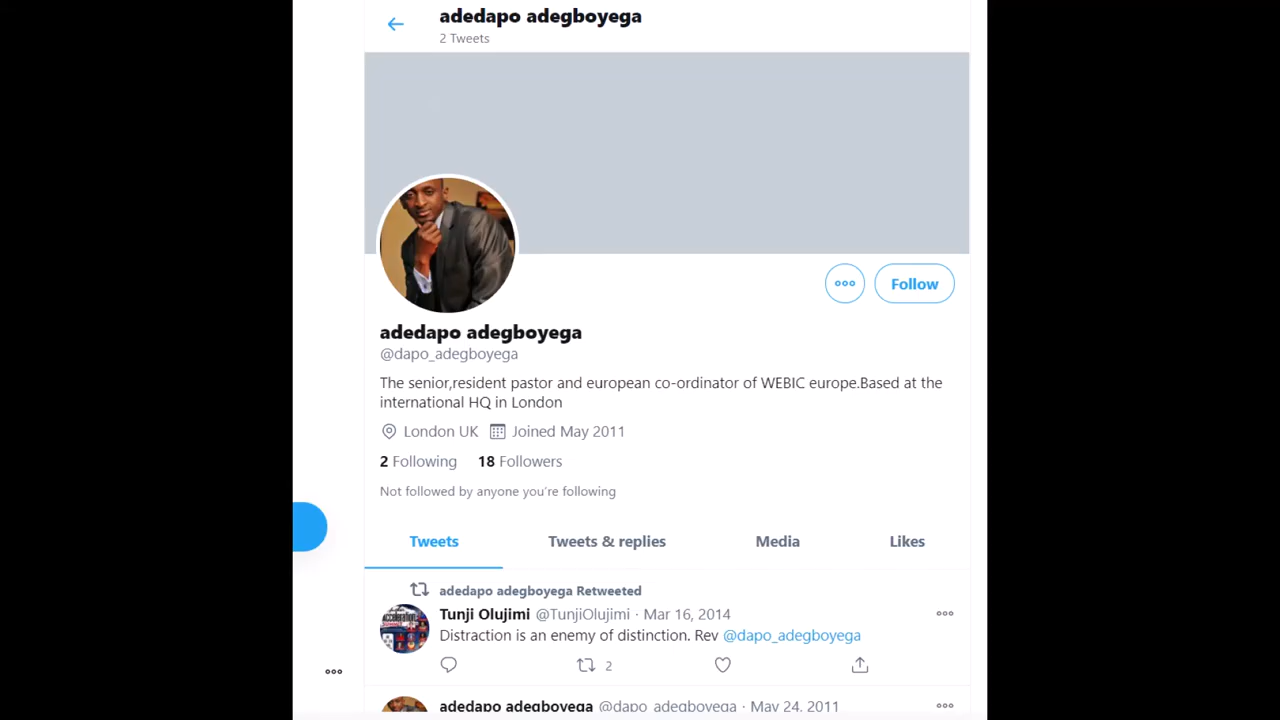 adedapo adegboyega
2 Tweets
Follow
adedapo adegboyega
@dapo_adegboyega
The senior,resident pastor and european co-ordinator of WEBIC europe.Based at the
international HQ in London
London UK Joined May 2011
2 Following 18 Followers
Not followed by anyone you're following
Tweets Tweets & replies Media Likes
adedapo adegboyega Retweeted
Tunji Olujimi @TunjiOlujimi · Mar 16, 2014
Distraction is an enemy of distinction. Rev @dapo_adegboyega
2
adedapo adegboyega @dapo_adegboyega · May 24, 2011